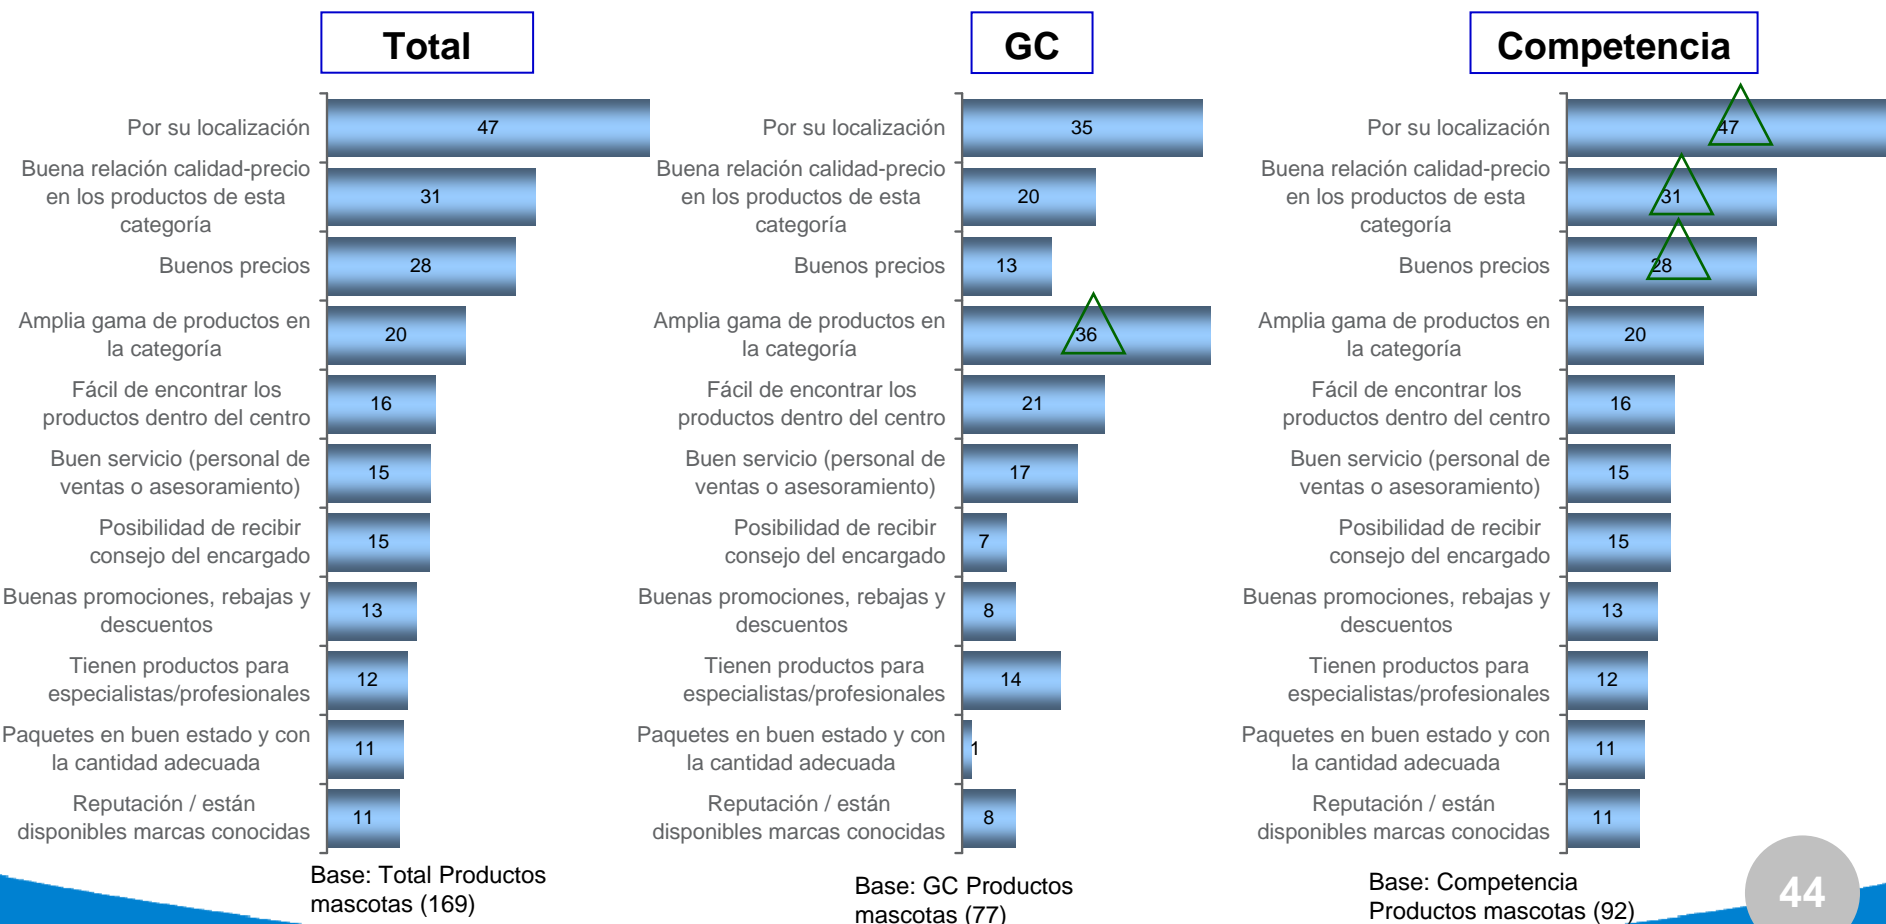 Total
Por su localización
47
Buena relación calidad-precio
en los productos de esta
categoría
31
Buenos precios
28
Amplia gama de productos en
la categoría
20
Fácil de encontrar los
productos dentro del centro
16
Buen servicio (personal de
ventas o asesoramiento)
15
Posibilidad de recibir
consejo del encargado
15
Buenas promociones, rebajas y
descuentos
13
Tienen productos para
especialistas/profesionales
12
Paquetes en buen estado y con
la cantidad adecuada
11
Reputación / están
disponibles marcas conocidas
11
Base: Total Productos
mascotas (169)
GC
Por su localización
35
Buena relación calidad-precio
en los productos de esta
categoría
20
Buenos precios
13
Amplia gama de productos en
la categoría
36
Fácil de encontrar los
productos dentro del centro
21
Buen servicio (personal de
ventas o asesoramiento)
17
Posibilidad de recibir
consejo del encargado
7
Buenas promociones, rebajas y
descuentos
8
Tienen productos para
especialistas/profesionales
14
Paquetes en buen estado y con
la cantidad adecuada
1
Reputación / están
disponibles marcas conocidas
8
Base: GC Productos
mascotas (77)
Competencia
Por su localización
47
Buena relación calidad-precio
en los productos de esta
categoría
31
Buenos precios
28
Amplia gama de productos en
la categoría
20
Fácil de encontrar los
productos dentro del centro
16
Buen servicio (personal de
ventas o asesoramiento)
15
Posibilidad de recibir
consejo del encargado
15
Buenas promociones, rebajas y
descuentos
13
Tienen productos para
especialistas/profesionales
12
Paquetes en buen estado y con
la cantidad adecuada
11
Reputación / están
disponibles marcas conocidas
11
Base: Competencia
Productos mascotas (92)
44